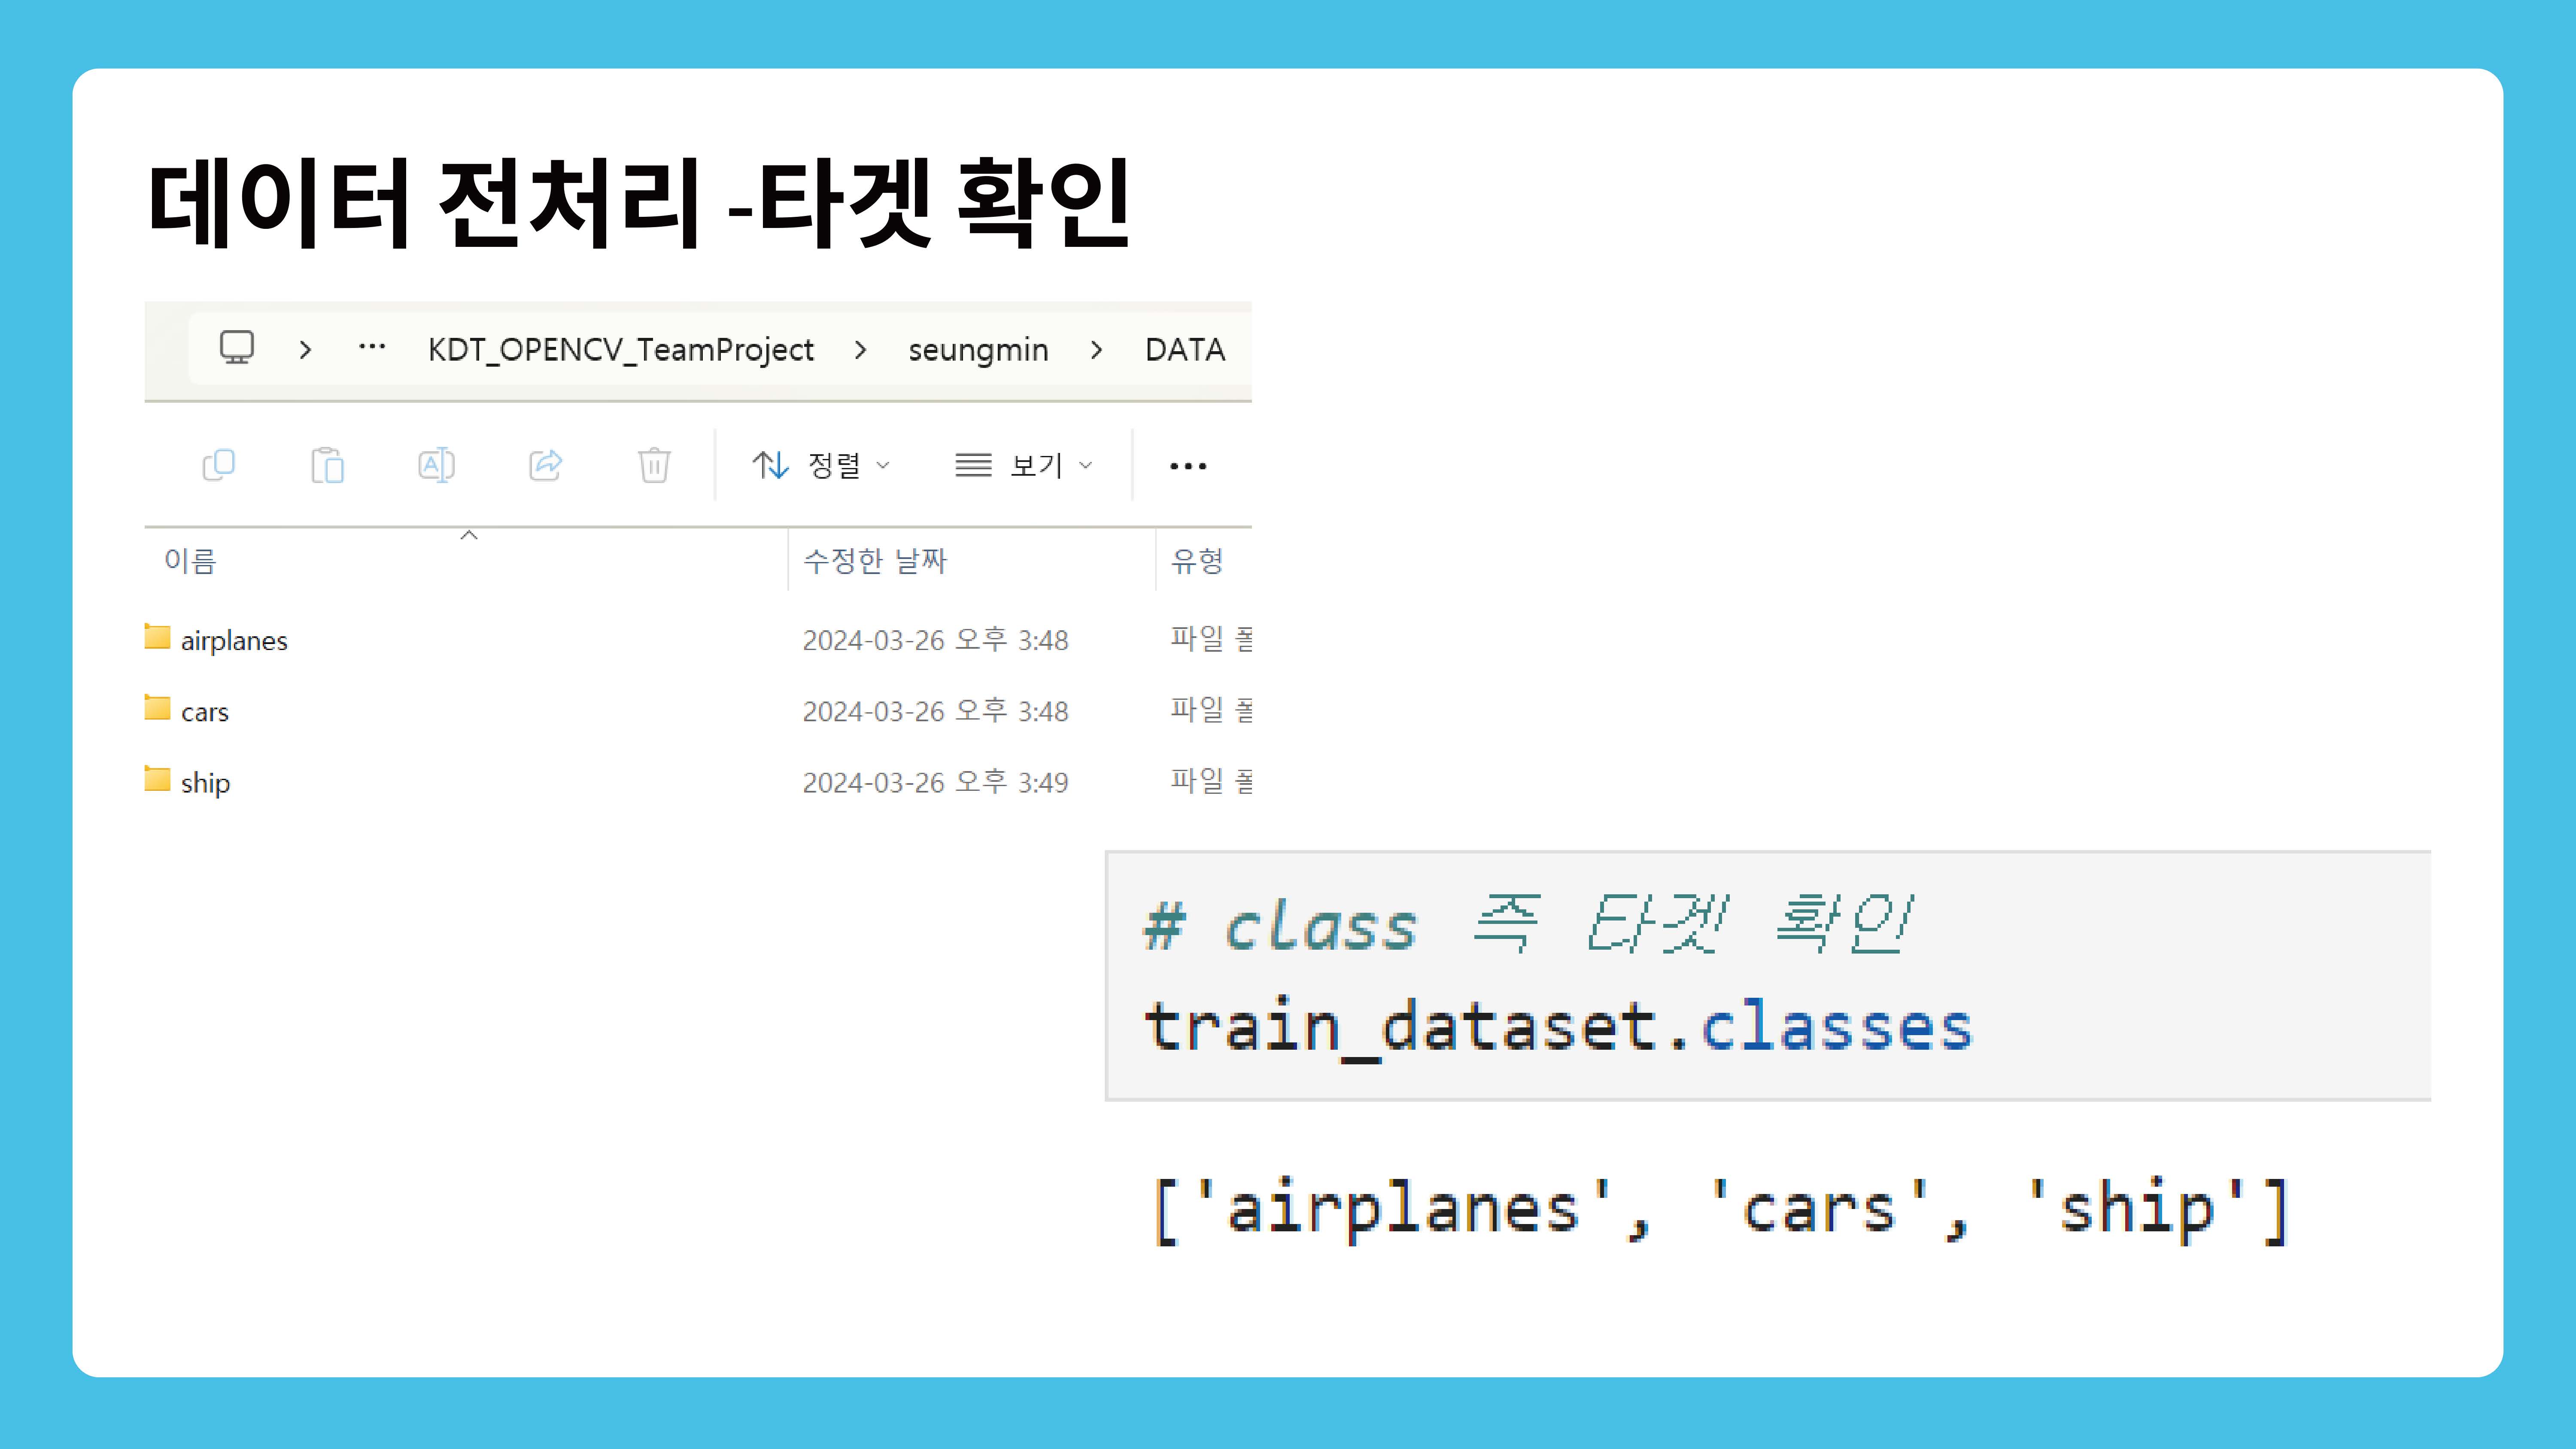 데이터 전처리 -타겟 확인
KDT_OPENCV_TeamProject > seungmin > DATA
정렬 보기
이름 수정한 날짜 유형
airplanes 2024-03-26 오후 3:48 파일
cars 2024-03-26 오후 3:48 파일
ship 2024-03-26 오후 3:49 파일
# class 즉 타겟 확인
train_dataset.classes
['airplanes', 'cars', 'ship']